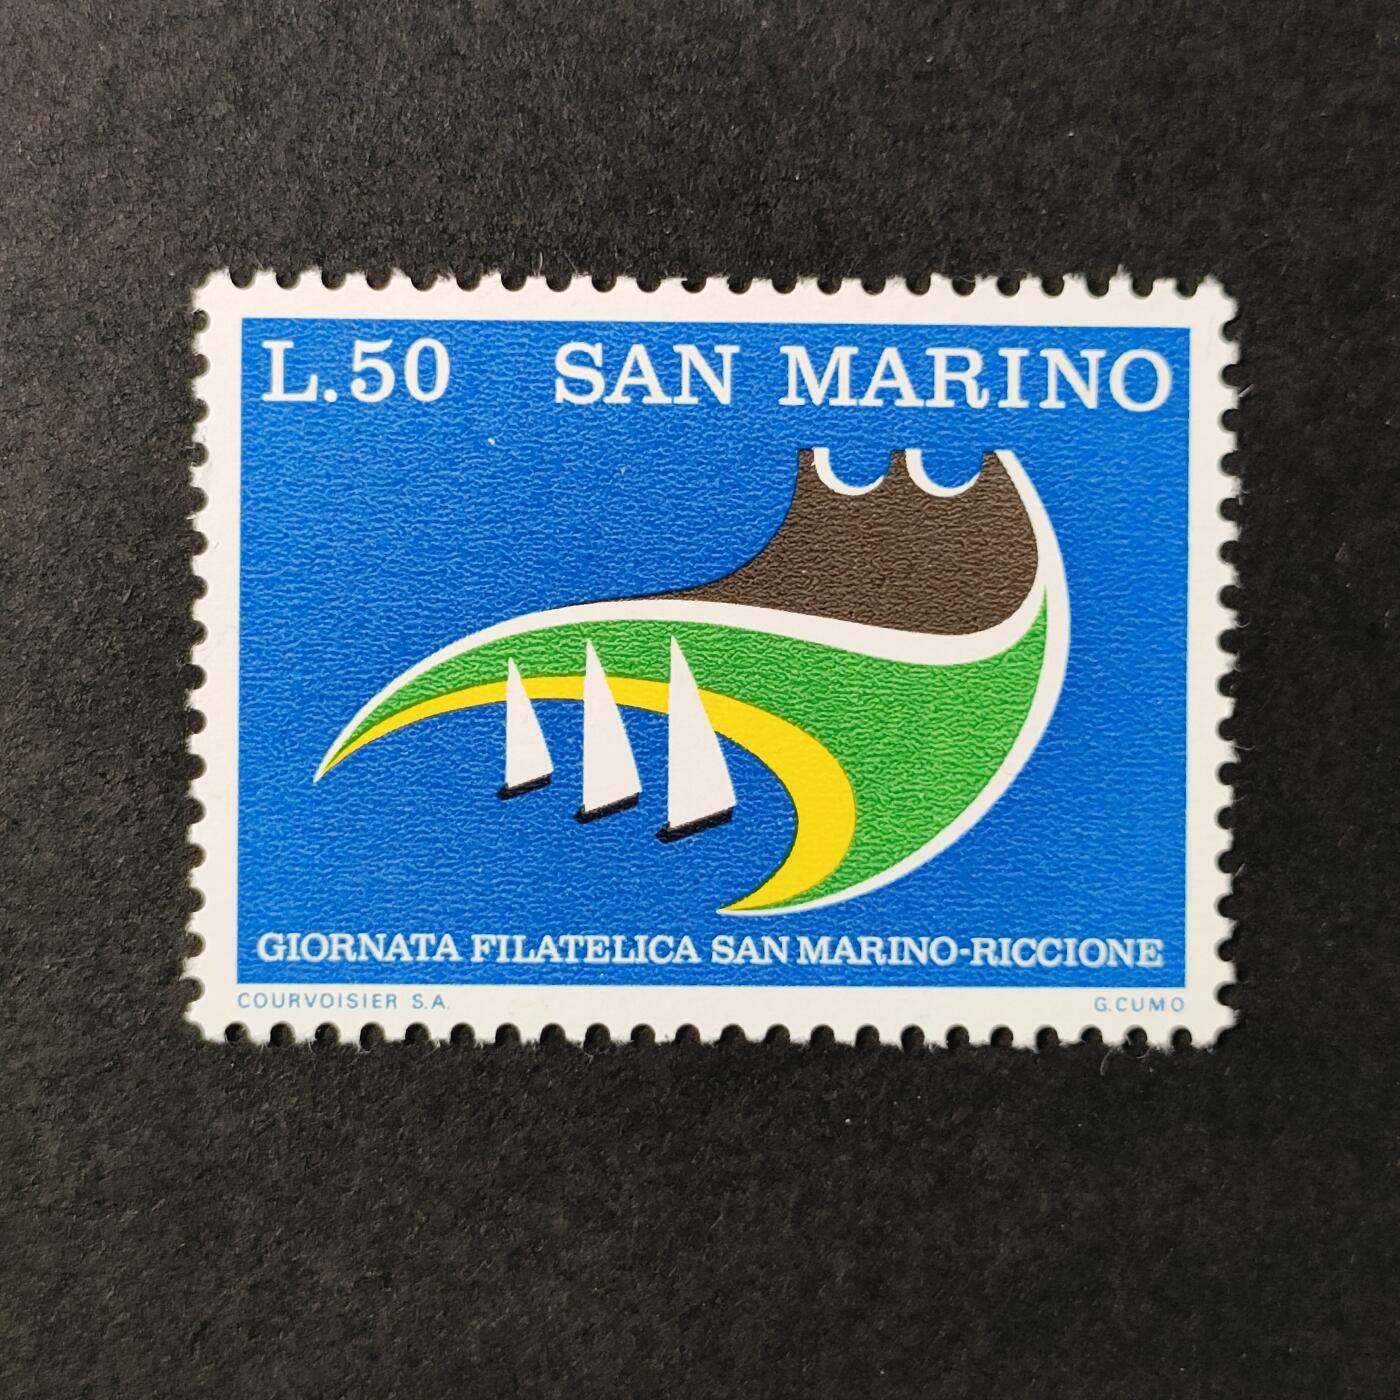 L.50 SAN MARINO
GIORNATA FILATELICA SAN MARINO-RICCIONE
COURVOISIER S.A. G.CUMO